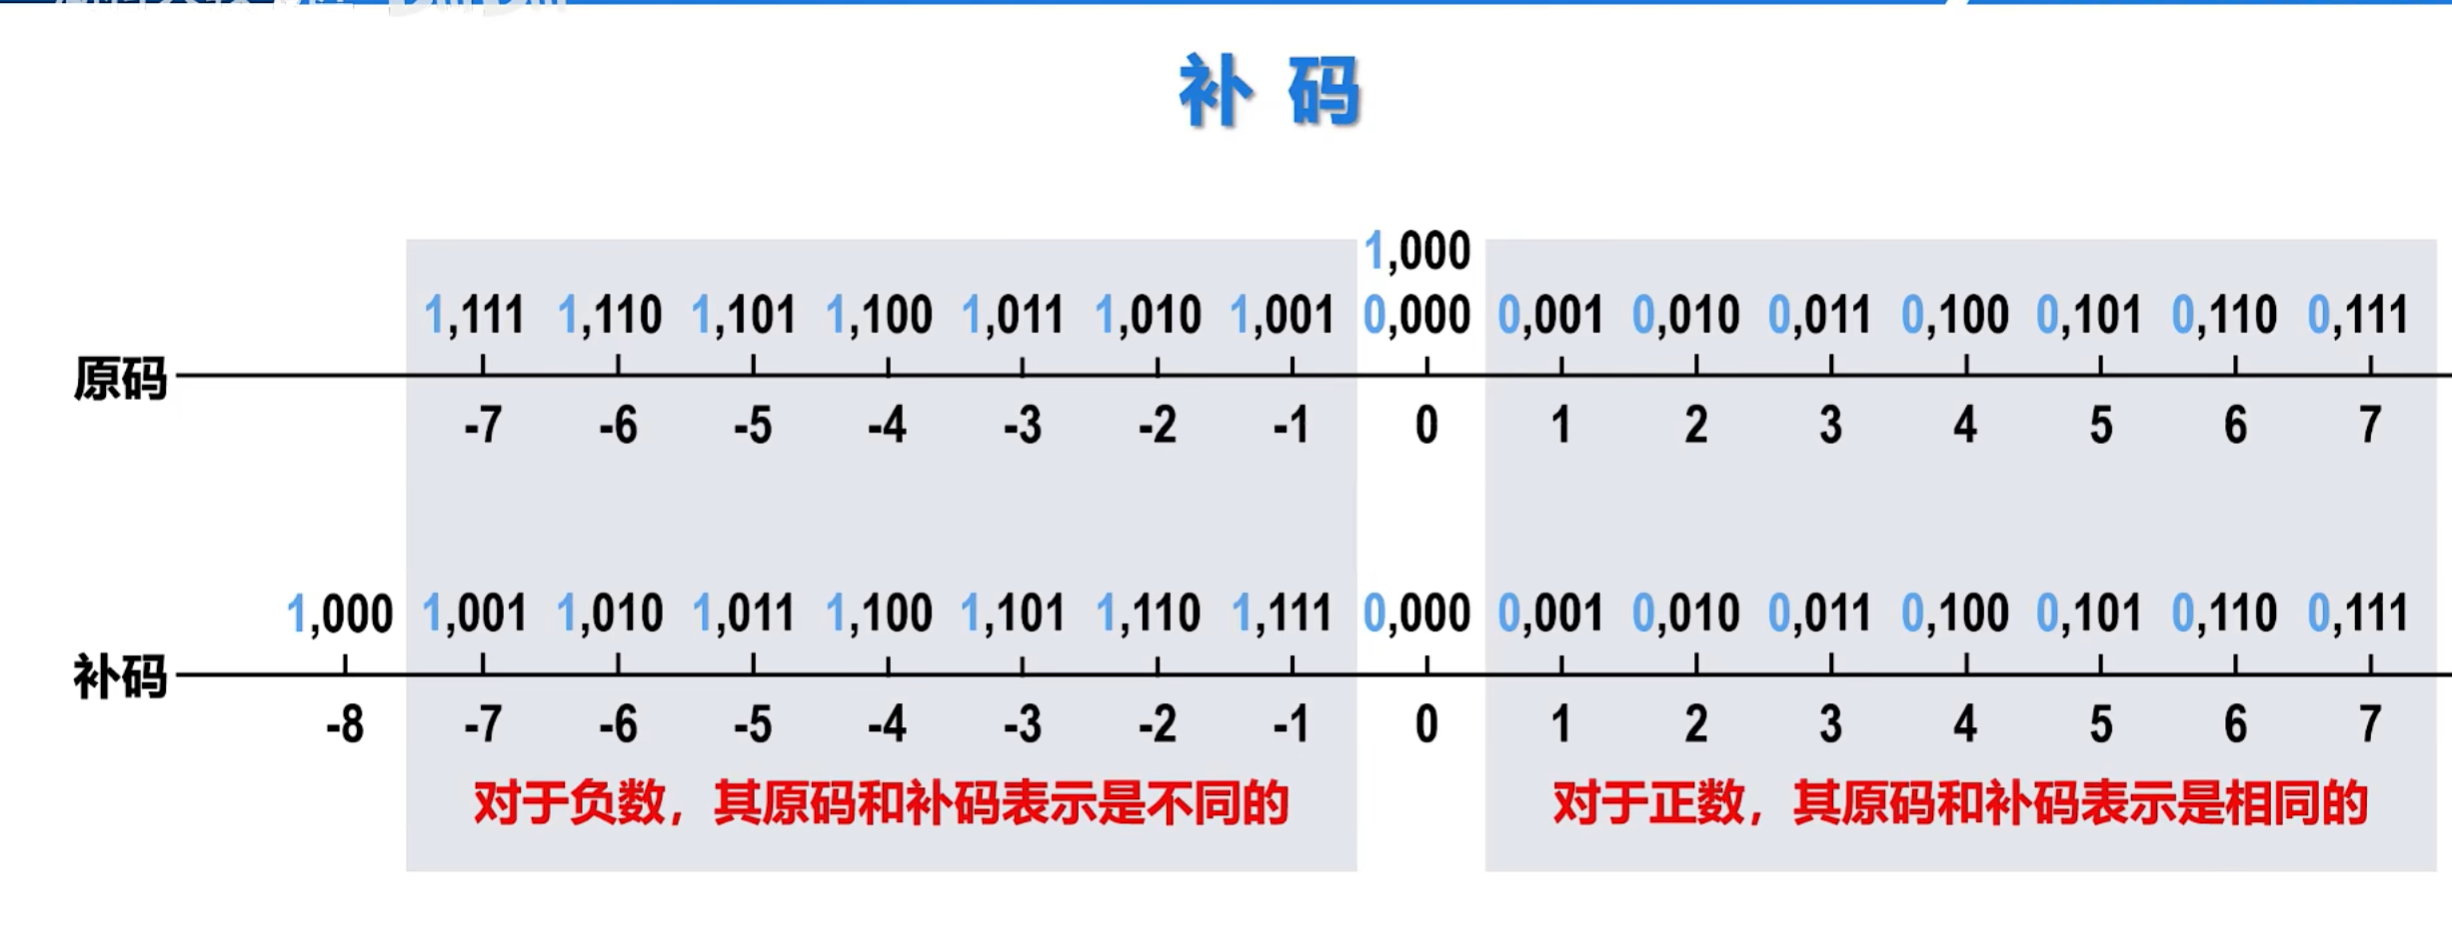 补 码
1,000
1,111 1,110 1,101 1,100 1,011 1,010 1,001 0,000 0,001 0,010 0,011 0,100 0,101 0,110 0,111
原码
-7 -6 -5 -4 -3 -2 -1 0 1 2 3 4 5 6 7
1,000 1,001 1,010 1,011 1,100 1,101 1,110 1,111 0,000 0,001 0,010 0,011 0,100 0,101 0,110 0,111
补码
-8 -7 -6 -5 -4 -3 -2 -1 0 1 2 3 4 5 6 7
对于负数，其原码和补码表示是不同的 对于正数，其原码和补码表示是相同的